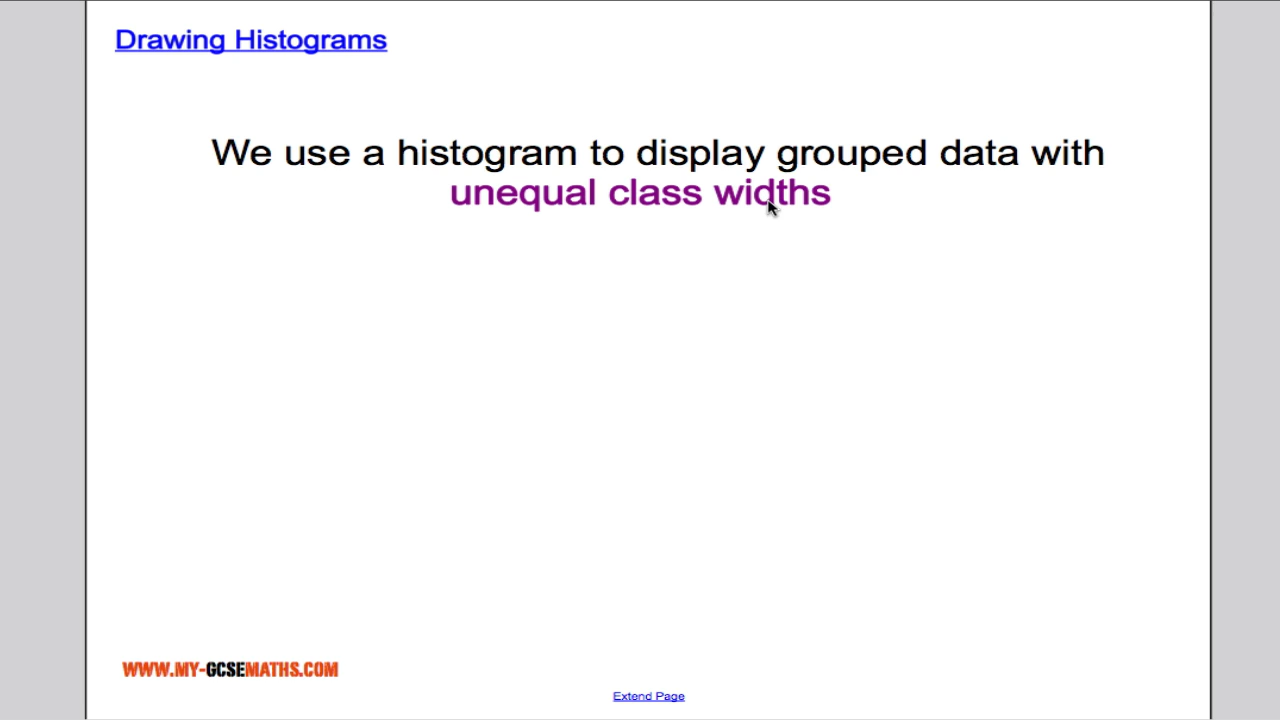 Drawing Histograms
We use a histogram to display grouped data with
unequal class widths
WWW.MY-GCSEMATHS.COM
Extend Page